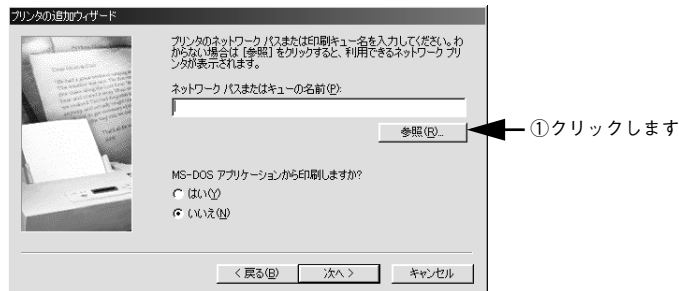 プリンタの追加ウィザード
プリンタのネットワーク パスまたは印刷キュー名を入力してください。わ
からない場合は [参照] をクリックすると、利用できるネットワーク プリ
ンタが表示されます。
ネットワーク パスまたはキューの名前(P):
参照(R)...
①クリックします
MS-DOS アプリケーションから印刷しますか?
はい(Y)
いいえ(N)
< 戻る(B)
次へ >
キャンセル